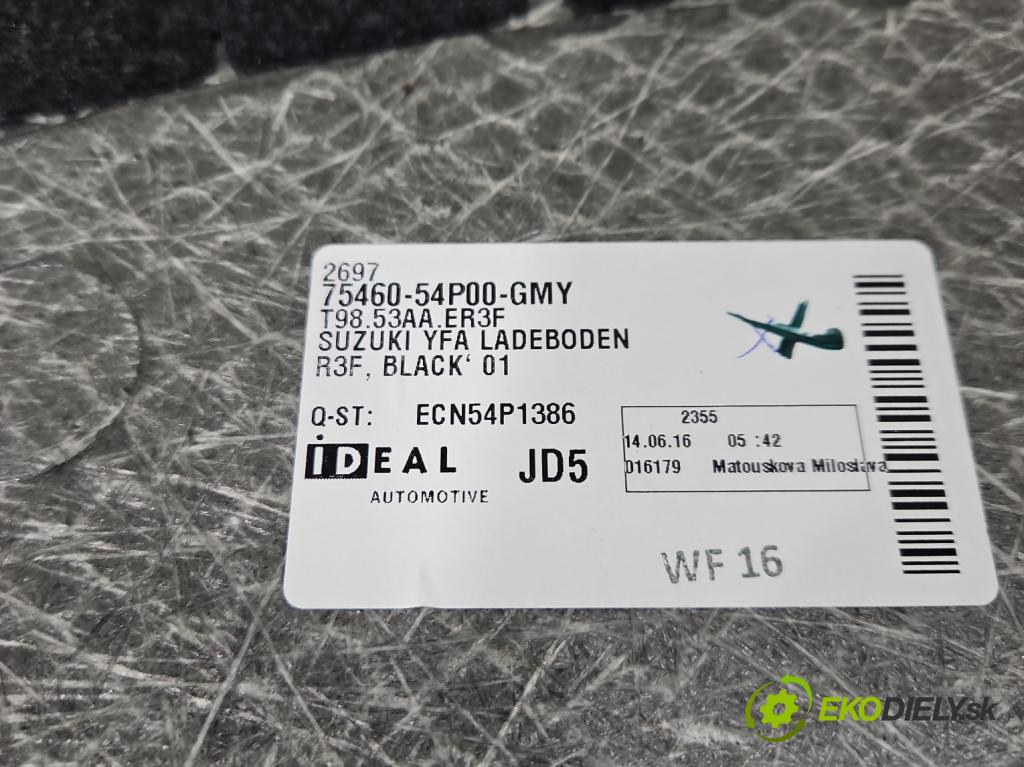 2697
75460-54P00-GMY
T98.53AA.ER3F
SUZUKI YFA LADEBODEN
R3F, BLACK' 01
Q-ST: ECN54P1386
iDEAL
AUTOMOTIVE
JD5
2355
14.06.16 05 :42
016179 Matouskova Miloslava
WF 16
EKODIELY.sk